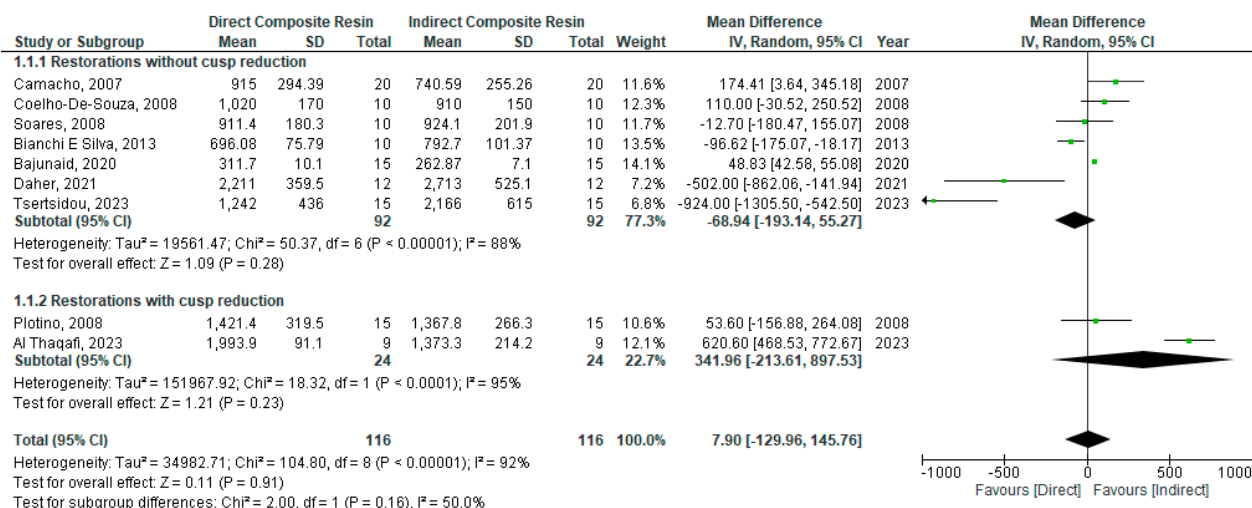 Direct Composite Resin Indirect Composite Resin Mean Difference Mean Difference
Study or Subgroup Mean SD Total Mean SD Total Weight IV, Random, 95% CI Year IV, Random, 95% CI
1.1.1 Restorations without cusp reduction
Camacho, 2007 915 294.39 20 740.59 255.26 20 11.6% 174.41 [3.64, 345.18] 2007
Coelho-De-Souza, 2008 1,020 170 10 910 150 10 12.3% 110.00 [-30.52, 250.52] 2008
Soares, 2008 911.4 180.3 10 924.1 201.9 10 11.7% -12.70 [-180.47, 155.07] 2008
Bianchi E Silva, 2013 696.08 75.79 10 792.7 101.37 10 13.5% -96.62 [-175.07, -18.17] 2013
Bajunaid, 2020 311.7 10.1 15 262.87 7.1 15 14.1% 48.83 [42.58, 55.08] 2020
Daher, 2021 2,211 359.5 12 2,713 525.1 12 7.2% -502.00 [-862.06, -141.94] 2021
Tsertsidou, 2023 1,242 436 15 2,166 615 15 6.8% -924.00 [-1305.50, -542.50] 2023
Subtotal (95% CI) 92 92 77.3% -68.94 [-193.14, 55.27]
Heterogeneity: Tau² = 19561.47; Chi² = 50.37, df = 6 (P < 0.00001); I² = 88%
Test for overall effect: Z = 1.09 (P = 0.28)
1.1.2 Restorations with cusp reduction
Plotino, 2008 1,421.4 319.5 15 1,367.8 266.3 15 10.6% 53.60 [-156.88, 264.08] 2008
Al Thaqafi, 2023 1,993.9 91.1 9 1,373.3 214.2 9 12.1% 620.60 [468.53, 772.67] 2023
Subtotal (95% CI) 24 24 22.7% 341.96 [-213.61, 897.53]
Heterogeneity: Tau² = 151967.92; Chi² = 18.32, df = 1 (P < 0.0001); I² = 95%
Test for overall effect: Z = 1.21 (P = 0.23)
Total (95% CI) 116 116 100.0% 7.90 [-129.96, 145.76]
Heterogeneity: Tau² = 34982.71; Chi² = 104.80, df = 8 (P < 0.00001); I² = 92%
Test for overall effect: Z = 0.11 (P = 0.91)
Test for subgroup differences: Chi² = 2.00, df = 1 (P = 0.16), I² = 50.0%
-1000 -500 0 500 1000
Favours [Direct] Favours [Indirect]